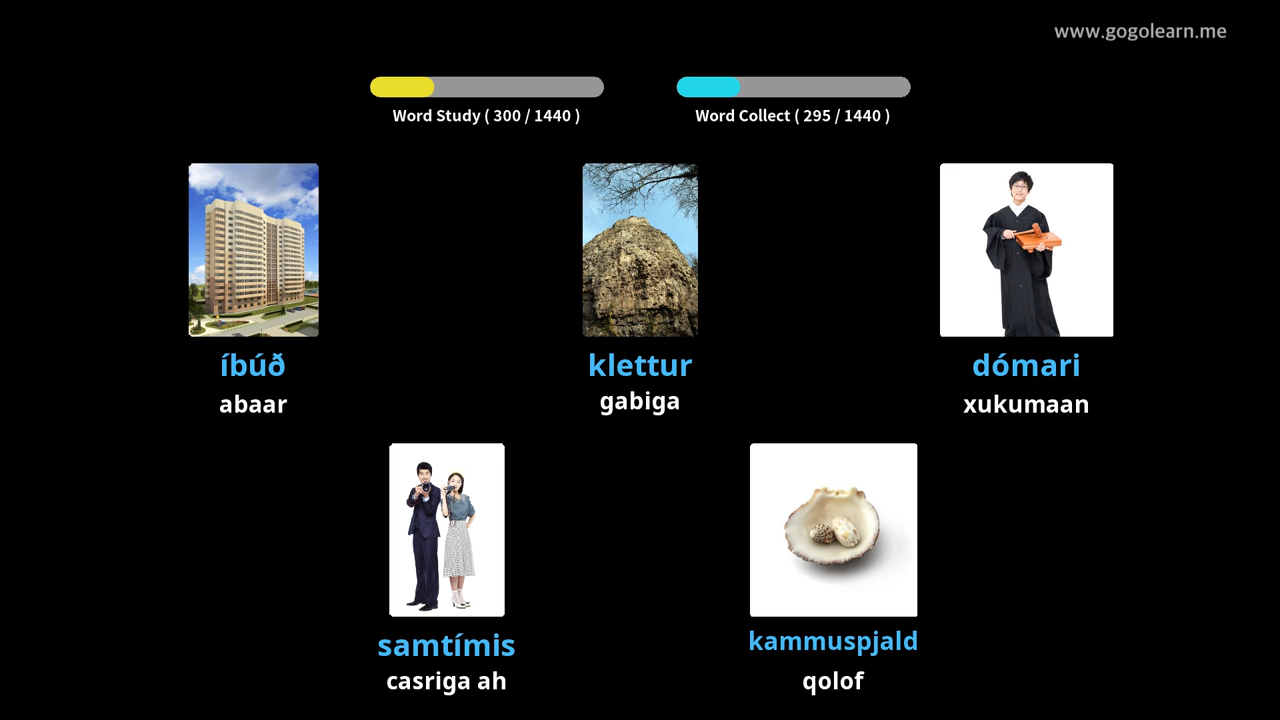 www.gogolearn.me
Word Study ( 300 / 1440 )
Word Collect ( 295 / 1440 )
íbúð
abaar
klettur
gabiga
dómari
xukumaan
samtímis
casriga ah
kammuspjald
qolof